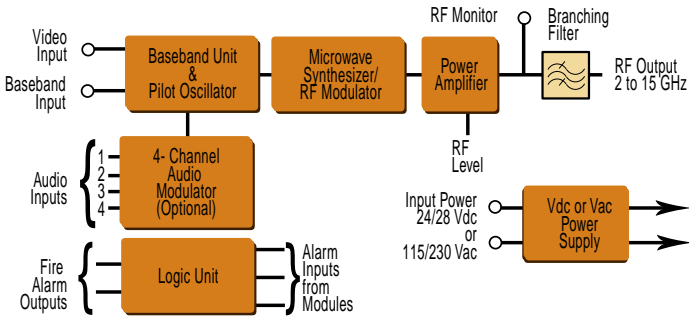 RF Monitor
Branching
Filter
Video
Input
Baseband
Input
Baseband Unit
&
Pilot Oscillator
Microwave
Synthesizer/
RF Modulator
Power
Amplifier
RF Output
2 to 15 GHz
RF
Level
Audio
Inputs
1
2
3
4
4- Channel
Audio
Modulator
(Optional)
Input Power
24/28 Vdc
or
115/230 Vac
Vdc or Vac
Power
Supply
Fire
Alarm
Outputs
Logic Unit
Alarm
Inputs
from
Modules